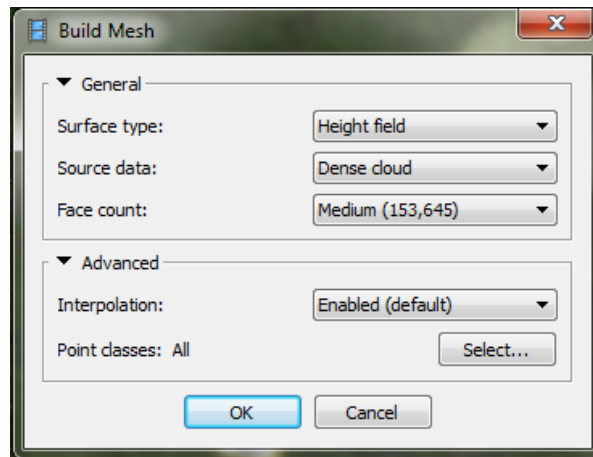 Build Mesh
General
Surface type: Height field
Source data: Dense cloud
Face count: Medium (153,645)
Advanced
Interpolation: Enabled (default)
Point classes: All Select...
OK Cancel